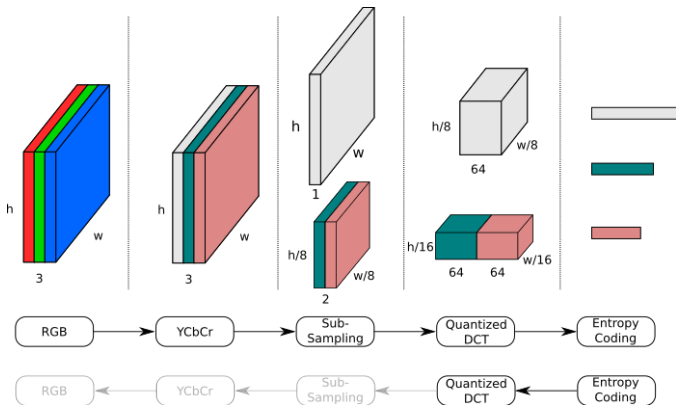 h
w
3
h
w
3
h
w
1
h/8
w/8
2
h/8
w/8
64
h/16
w/16
64 64
RGB
YCbCr
Sub-
Sampling
Quantized
DCT
Entropy
Coding
RGB
YCbCr
Sub-
Sampling
Quantized
DCT
Entropy
Coding